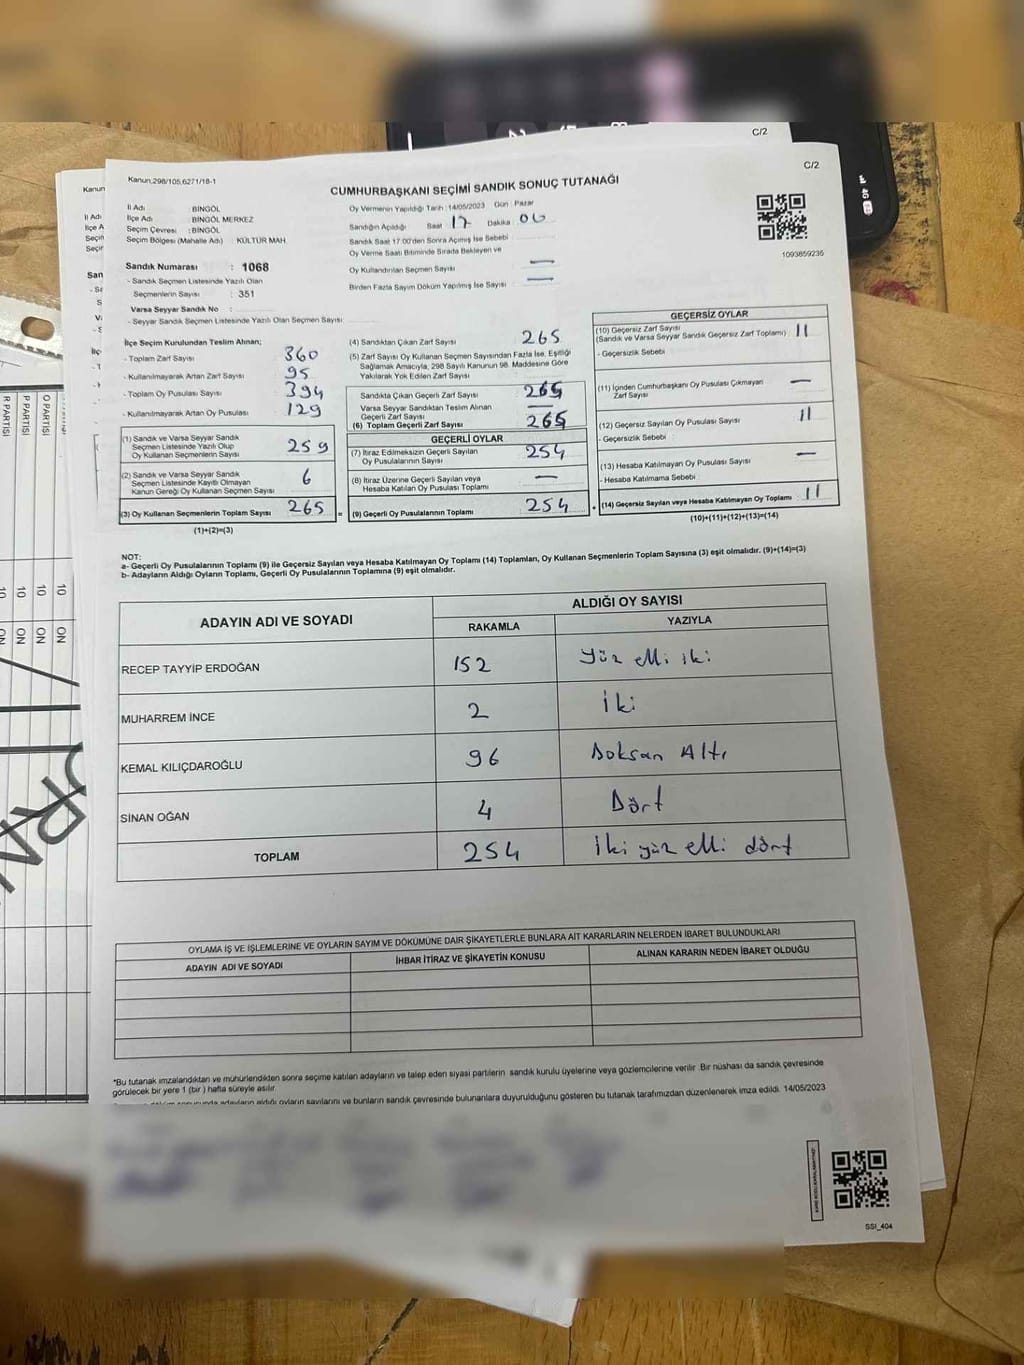 C/2
Kanun;298/105,6271/18-1
C/2
CUMHURBAŞKANI SEÇİMİ SANDIK SONUÇ TUTANAĞI
İl Adı : BİNGÖL
İlçe Adı : BİNGÖL MERKEZ
Seçim Çevresi : BİNGÖL
Seçim Bölgesi (Mahalle Adı) : KÜLTÜR MAH.
Sandık Numarası : 1068
- Sandık Seçmen Listesinde Yazılı Olan
Seçmenlerin Sayısı : 351
Varsa Seyyar Sandık No :
- Seyyar Sandık Seçmen Listesinde Yazılı Olan Seçmen Sayısı
Oy Vermenin Yapıldığı Tarih : 14/05/2023 Gün : Pazar
Sandığın Açıldığı Saat 17 Dakika : 06
Sandık Saat 17:00'den Sonra Açılmış İse Sebebi
Oy Verme Saati Bitiminde Sırada Bekleyen ve
Oy Kullandırılan Seçmen Sayısı —
Birden Fazla Sayım Döküm Yapılmış İse Sayısı : —
1093859235
İlçe Seçim Kurulundan Teslim Alınan;
- Toplam Zarf Sayısı 360
- Kullanılmayarak Artan Zarf Sayısı 95
- Toplam Oy Pusulası Sayısı 394
- Kullanılmayarak Artan Oy Pusulası 129
(1) Sandık ve Varsa Seyyar Sandık
Seçmen Listesinde Yazılı Olup
Oy Kullanan Seçmenlerin Sayısı 259
(2) Sandık ve Varsa Seyyar Sandık
Seçmen Listesinde Kayıtlı Olmayan
Kanun Gereği Oy Kullanan Seçmen Sayısı 6
(3) Oy Kullanan Seçmenlerin Toplam Sayısı 265 =
(1)+(2)=(3)
(4) Sandıktan Çıkan Zarf Sayısı 265
(5) Zarf Sayısı Oy Kullanan Seçmen Sayısından Fazla İse, Eşitliği
Sağlamak Amacıyla, 298 Sayılı Kanunun 98. Maddesine Göre
Yakılarak Yok Edilen Zarf Sayısı
Sandıkta Çıkan Geçerli Zarf Sayısı 265
Varsa Seyyar Sandıktan Teslim Alınan
Geçerli Zarf Sayısı —
(6) Toplam Geçerli Zarf Sayısı 265
GEÇERLİ OYLAR
(7) İtiraz Edilmeksizin Geçerli Sayılan
Oy Pusulalarının Sayısı 254
(8) İtiraz Üzerine Geçerli Sayılan veya
Hesaba Katılan Oy Pusulası Toplamı —
(9) Geçerli Oy Pusulalarının Toplamı 254 +
GEÇERSİZ OYLAR
(10) Geçersiz Zarf Sayısı
(Sandık ve Varsa Seyyar Sandık Geçersiz Zarf Toplamı) 11
- Geçersizlik Sebebi
(11) İçinden Cumhurbaşkanı Oy Pusulası Çıkmayan
Zarf Sayısı —
(12) Geçersiz Sayılan Oy Pusulası Sayısı 11
- Geçersizlik Sebebi :
(13) Hesaba Katılmayan Oy Pusulası Sayısı —
- Hesaba Katılmama Sebebi
(14) Geçersiz Sayılan veya Hesaba Katılmayan Oy Toplamı 11
(10)+(11)+(12)+(13)=(14)
NOT:
a- Geçerli Oy Pusulalarının Toplamı (9) ile Geçersiz Sayılan veya Hesaba Katılmayan Oy Toplamı (14) Toplamları, Oy Kullanan Seçmenlerin Toplam Sayısına (3) eşit olmalıdır. (9)+(14)=(3)
b- Adayların Aldığı Oyların Toplamı, Geçerli Oy Pusulalarının Toplamına (9) eşit olmalıdır.
ADAYIN ADI VE SOYADI
ALDIĞI OY SAYISI
RAKAMLA YAZIYLA
RECEP TAYYİP ERDOĞAN 152 Yüz elli iki
MUHARREM İNCE 2 İki
KEMAL KILIÇDAROĞLU 96 Doksan Altı
SİNAN OĞAN 4 Dört
TOPLAM 254 İki yüz elli dört
OYLAMA İŞ VE İŞLEMLERİNE VE OYLARIN SAYIM VE DÖKÜMÜNE DAİR ŞİKAYETLERLE BUNLARA AİT KARARLARIN NELERDEN İBARET BULUNDUKLARI
ADAYIN ADI VE SOYADI
İHBAR İTİRAZ VE ŞİKAYETİN KONUSU
ALINAN KARARIN NEDEN İBARET OLDUĞU
*Bu tutanak imzalandıktan ve mühürlendikten sonra seçime katılan adayların ve talep eden siyasi partilerin sandık kurulu üyelerine veya gözlemcilerine verilir .Bir nüshası da sandık çevresinde
görülecek bir yere 1 (bir ) hafta süreyle asılır.
adayların aldığı oyların sayılarını ve bunların sandık çevresinde bulunanlara duyurulduğunu gösteren bu tutanak tarafımızdan düzenlenerek imza edildi. 14/05/2023
SSI_404
Kanun
İl Adı
İlçe A
Seçim
Seçir
San
R PARTİSİ
P PARTİSİ
O PARTİSİ
10 10 10 10
ON ON ON ON